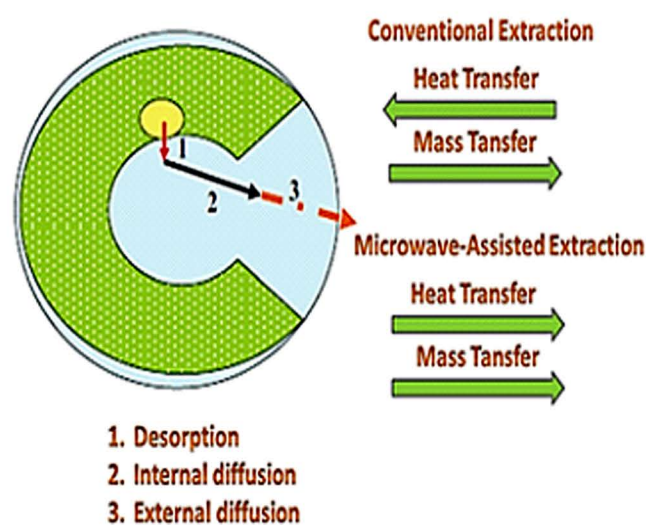 Conventional Extraction
Heat Transfer
Mass Tansfer
1
2
3
Microwave-Assisted Extraction
Heat Transfer
Mass Tansfer
1. Desorption
2. Internal diffusion
3. External diffusion